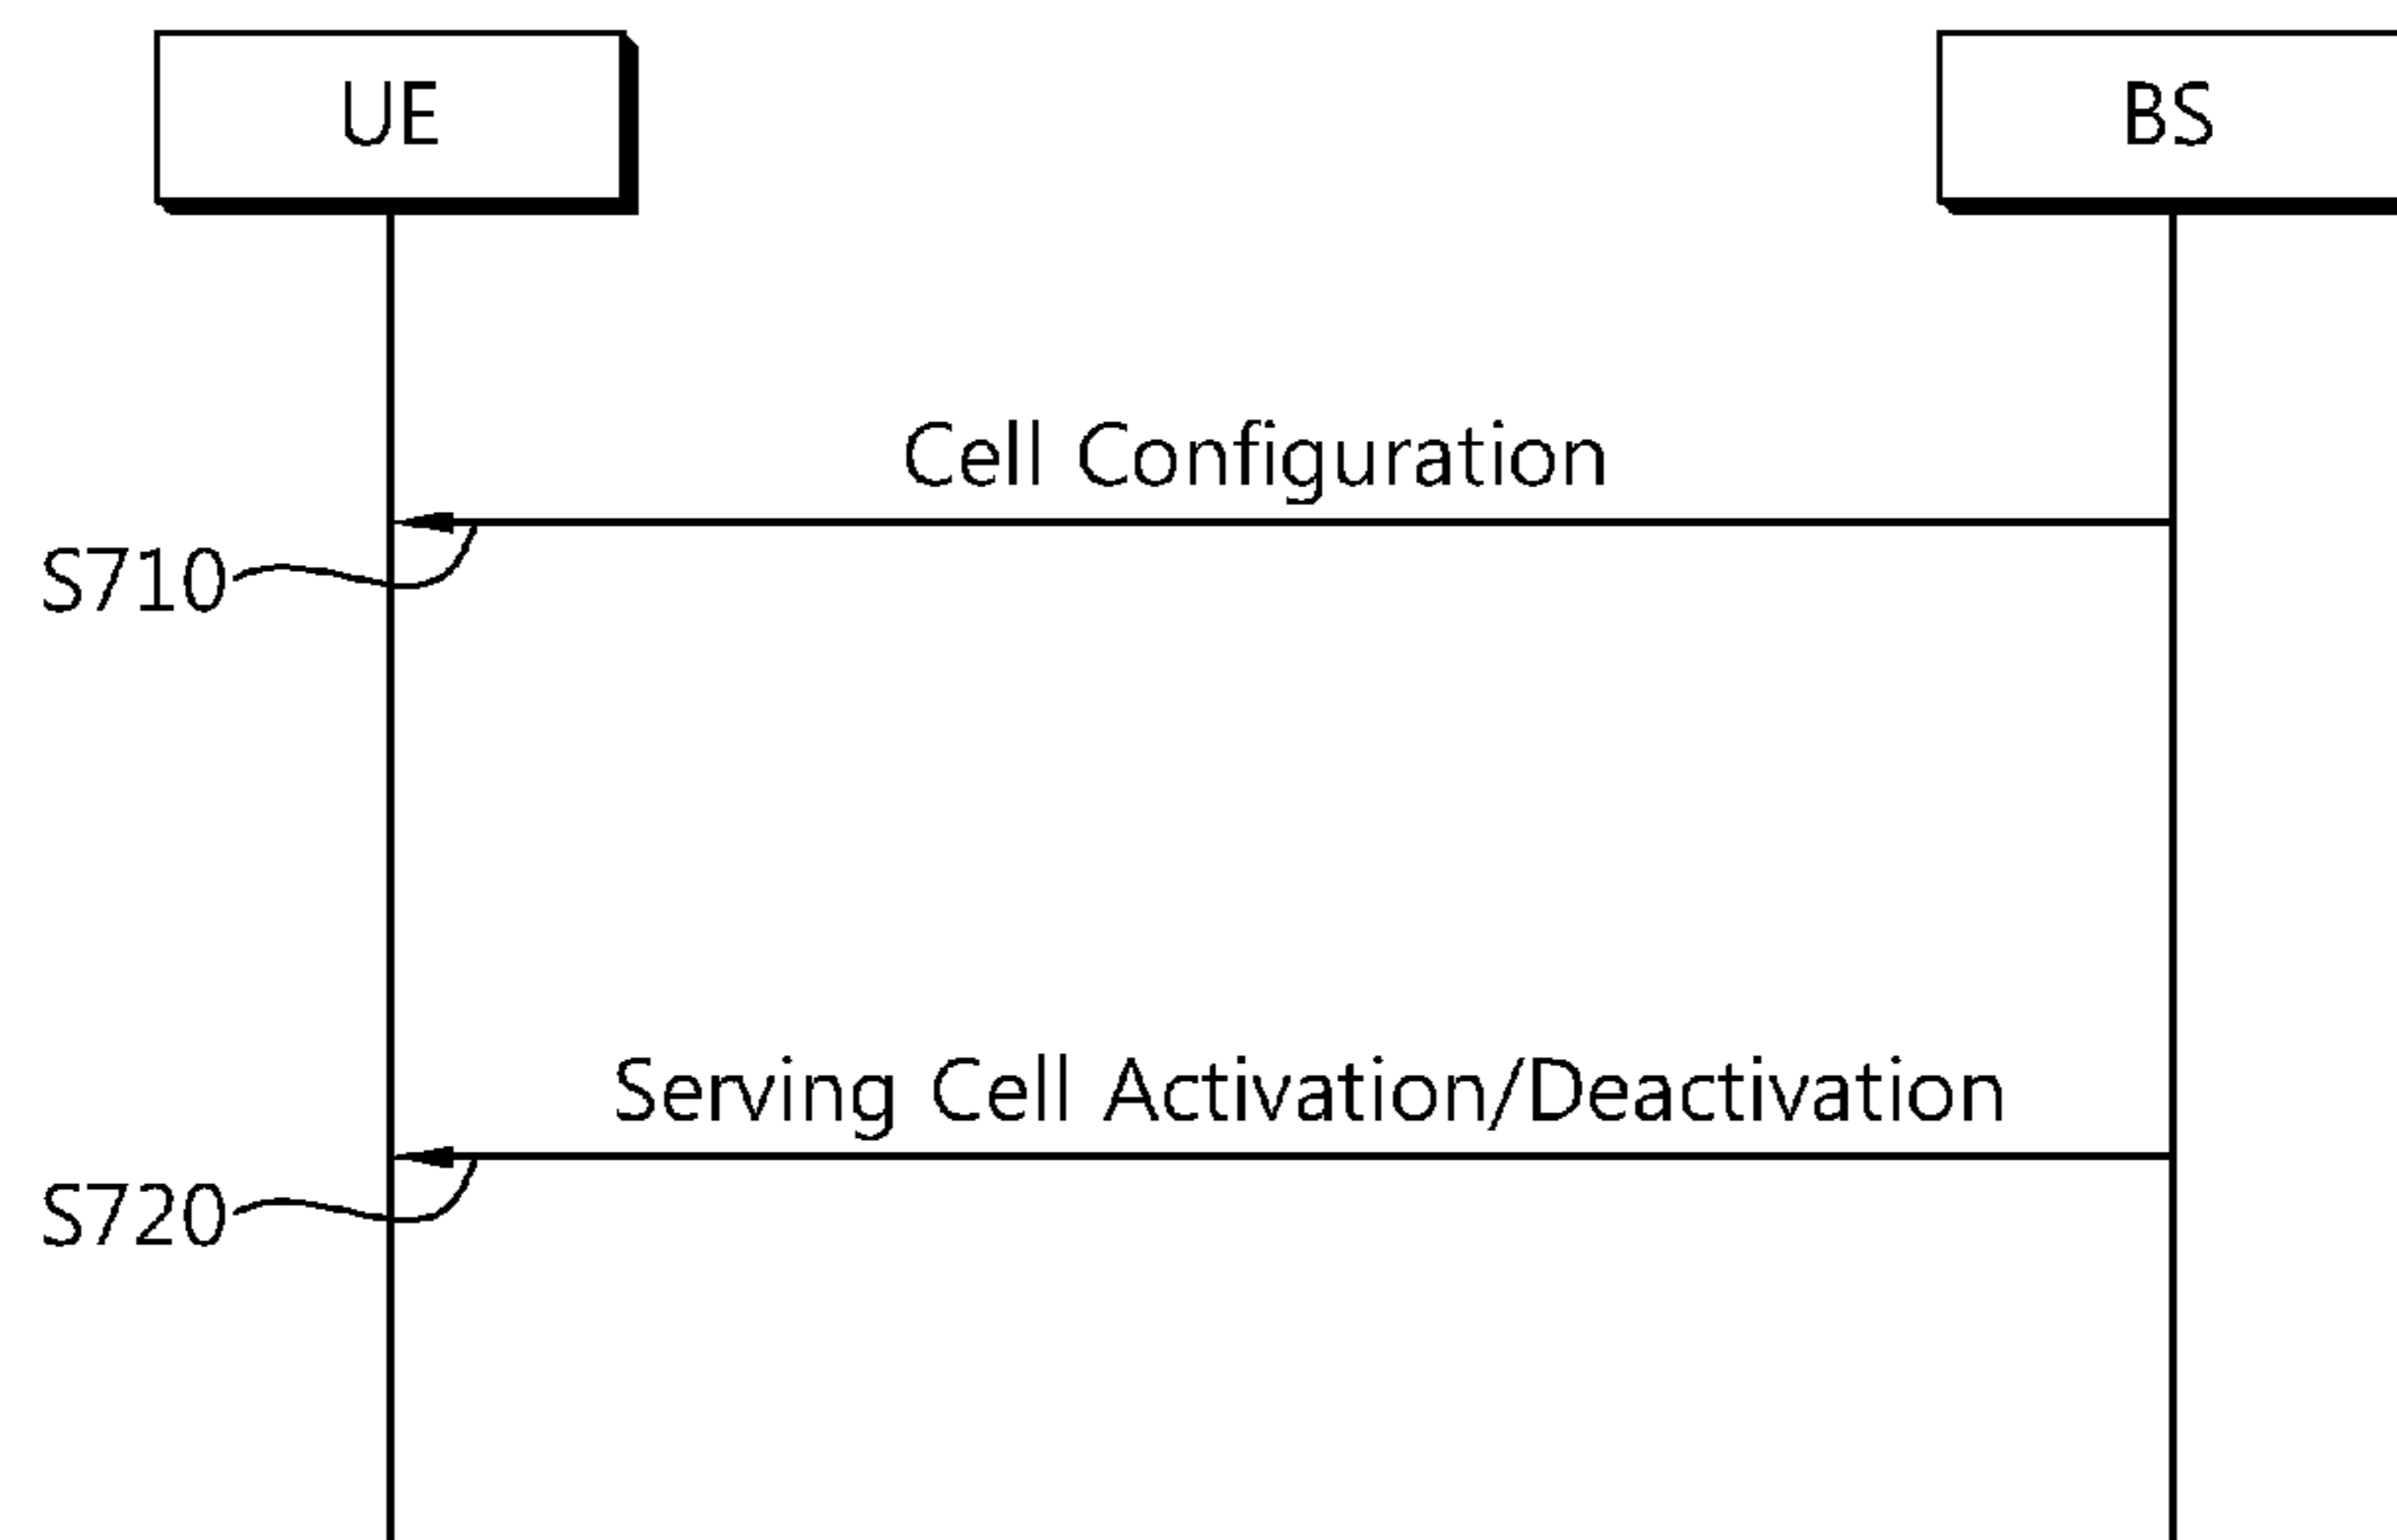 UE
BS
Cell Configuration
S710
Serving Cell Activation/Deactivation
S720